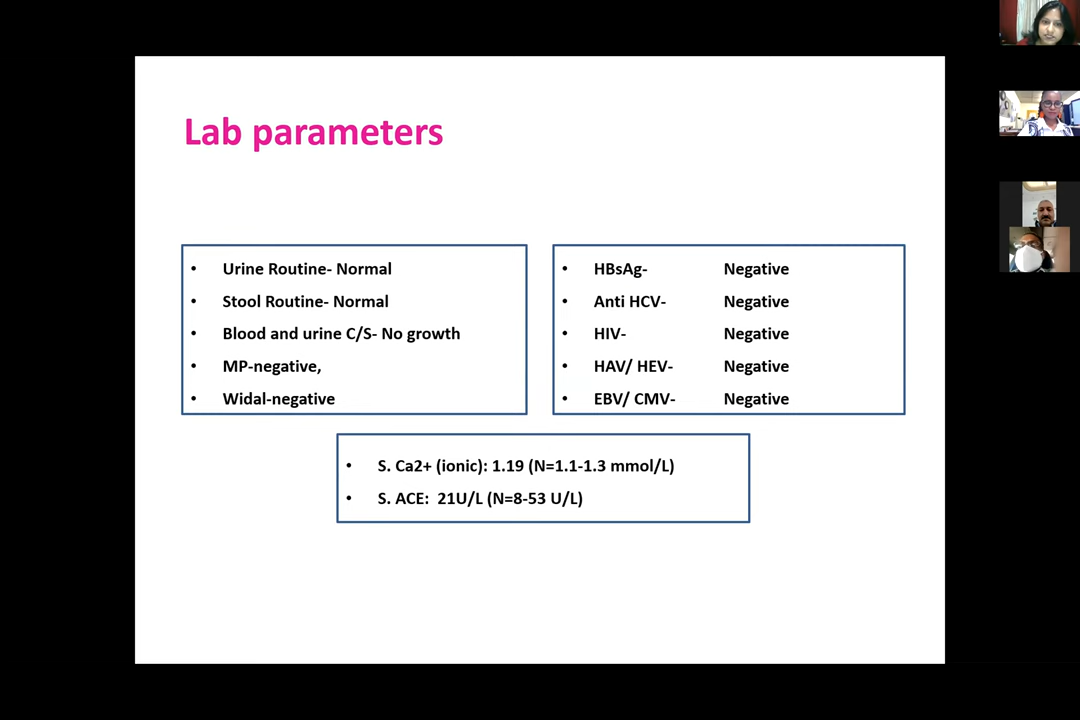 Lab parameters
• Urine Routine- Normal
• Stool Routine- Normal
• Blood and urine C/S- No growth
• MP-negative,
• Widal-negative
• HBsAg- Negative
• Anti HCV- Negative
• HIV- Negative
• HAV/ HEV- Negative
• EBV/ CMV- Negative
• S. Ca2+ (ionic): 1.19 (N=1.1-1.3 mmol/L)
• S. ACE: 21U/L (N=8-53 U/L)